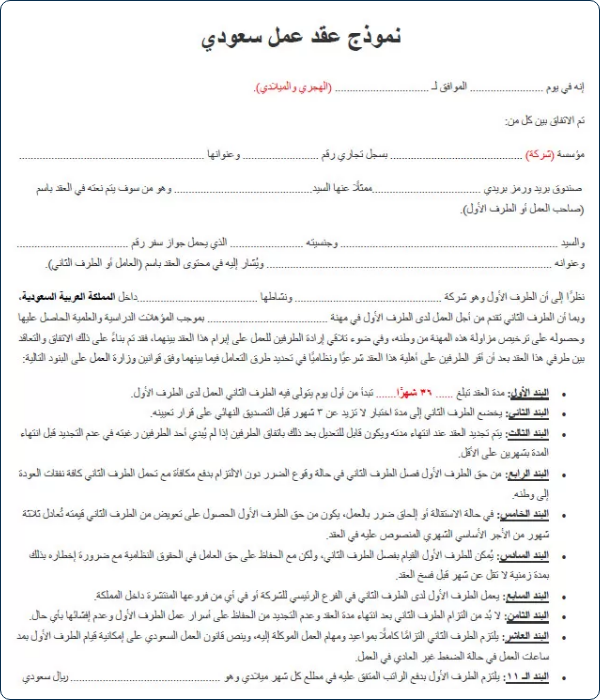 نموذج عقد عمل سعودي
إنه في يوم ........................ الموافق لـ ............................... (الهجري والميلادي).
تم الاتفاق بين كل من:
مؤسسة (شركة) ............................................ بسجل تجاري رقم ......................... وعنوانها .............................................................
صندوق بريد ورمز بريدي ....................................ممثلًا عنها السيد....................................... وهو من سوف يتم نعته في العقد باسم
(صاحب العمل أو الطرف الأول).
والسيد ........................................................................ وجنسيته ........................ الذي يحمل جواز سفر رقم .....................................
وعنوانه ............................................................................................ ويُشار إليه في محتوى العقد باسم (العامل أو الطرف الثاني).
نظرًا إلى أن الطرف الأول وهو شركة .............................................. ونشاطها .......................................داخل المملكة العربية السعودية،
وبما أن الطرف الثاني تقدم من أجل العمل لدى الطرف الأول في مهنة ...................................... بموجب المؤهلات الدراسية والعلمية الحاصل عليها
وحصوله على ترخيص مزاولة هذه المهنة من وطنه، وفي ضوء تلاقي إرادة الطرفين للعمل على إبرام هذا العقد بينهما، فقد تم بناءً على ذلك الاتفاق والتعاقد
بين طرفي هذا العقد بعد أن أقر الطرفين على أهلية هذا العقد شرعيًّا ونظاميًّا في تحديد طرق التعامل فيما بينهما وفق قوانين وزارة العمل على البنود التالية:
• البند الأول: مدة العقد تبلغ ...... ٣٦ شهرًا....... تبدأ من أول يوم يتولى فيه الطرف الثاني العمل لدى الطرف الأول.
• البند الثاني: يخضع الطرف الثاني إلى مدة اختبار لا تزيد عن ٣ شهور قبل التصديق النهائي على قرار تعيينه.
• البند الثالث: يتم تجديد العقد عند انتهاء مدته ويكون قابل للتعديل بعد ذلك باتفاق الطرفين إذا لم يُبدي أحد الطرفين رغبته في عدم التجديد قبل انتهاء
المدة بشهرين على الأقل.
• البند الرابع: من حق الطرف الأول فصل الطرف الثاني في حالة وقوع الضرر دون الالتزام بدفع مكافأة مع تحمل الطرف الثاني كافة نفقات العودة
إلى وطنه.
• البند الخامس: في حالة الاستقالة أو إلحاق ضرر بالعمل، يكون من حق الطرف الأول الحصول على تعويض من الطرف الثاني قيمته تُعادل ثلاثة
شهور من الأجر الأساسي الشهري المنصوص عليه في العقد.
• البند السادس: يُمكن للطرف الأول القيام بفصل الطرف الثاني، ولكن مع الحفاظ على حق العامل في الحقوق النظامية مع ضرورة إخطاره بذلك
بمدة زمنية لا تقل عن شهر قبل فسخ العقد.
• البند السابع: يعمل الطرف الأول لدى الطرف الثاني في الفرع الرئيسي للشركة أو في أي من فروعها المنتشرة داخل المملكة.
• البند الثامن: لا بُد من التزام الطرف الثاني بعد انتهاء مدة العقد وعدم التجديد من الحفاظ على أسرار عمل الطرف الأول وعدم إفشائها بأي حال.
• البند العاشر: يلتزم الطرف الثاني التزامًا كاملًا بمواعيد ومهام العمل الموكلة إليه، وينص قانون العمل السعودي على إمكانية قيام الطرف الأول بمد
ساعات العمل في حالة الضغط غير العادي في العمل.
• البند الـ ١١: يلتزم الطرف الأول بدفع الراتب المتفق عليه في مطلع كل شهر ميلادي وهو .................................................. ريال سعودي